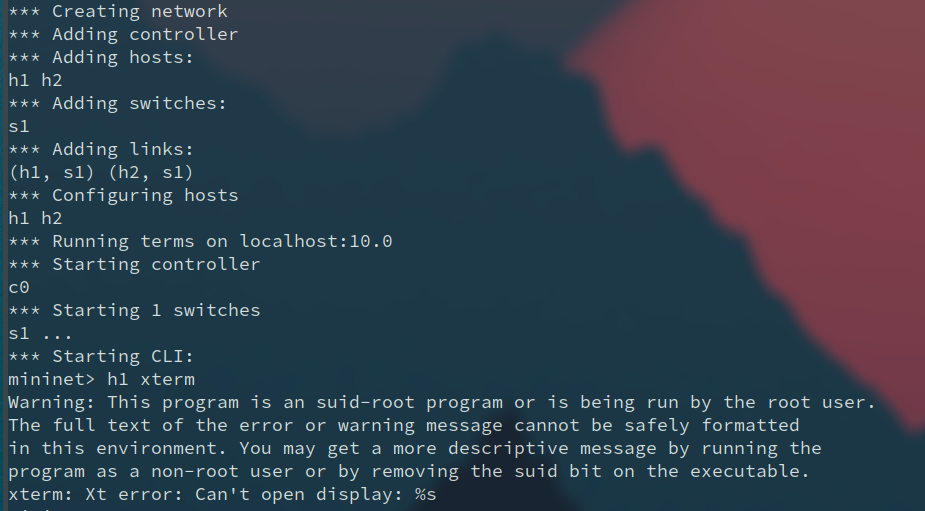 *** Creating network
*** Adding controller
*** Adding hosts:
h1 h2
*** Adding switches:
s1
*** Adding links:
(h1, s1) (h2, s1)
*** Configuring hosts
h1 h2
*** Running terms on localhost:10.0
*** Starting controller
c0
*** Starting 1 switches
s1 ...
*** Starting CLI:
mininet> h1 xterm
Warning: This program is an suid-root program or is being run by the root user.
The full text of the error or warning message cannot be safely formatted
in this environment. You may get a more descriptive message by running the
program as a non-root user or by removing the suid bit on the executable.
xterm: Xt error: Can't open display: %s